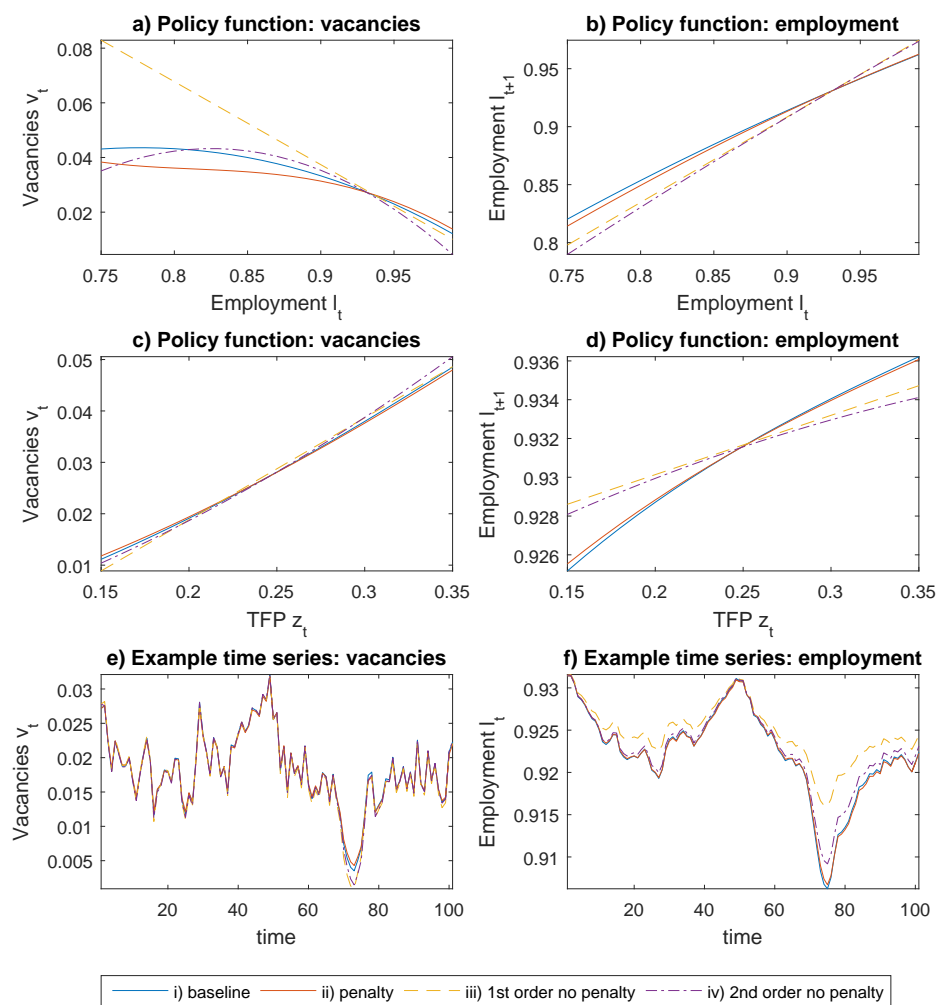 a) Policy function: vacancies
Vacancies v_t
0.08
0.06
0.04
0.02
0.75 0.8 0.85 0.9 0.95
Employment l_t
b) Policy function: employment
Employment l_{t+1}
0.95
0.9
0.85
0.8
0.75 0.8 0.85 0.9 0.95
Employment l_t
c) Policy function: vacancies
Vacancies v_t
0.05
0.04
0.03
0.02
0.01
0.15 0.2 0.25 0.3 0.35
TFP z_t
d) Policy function: employment
Employment l_{t+1}
0.936
0.934
0.932
0.93
0.928
0.926
0.15 0.2 0.25 0.3 0.35
TFP z_t
e) Example time series: vacancies
Vacancies v_t
0.03
0.025
0.02
0.015
0.01
0.005
20 40 60 80 100
time
f) Example time series: employment
Employment l_t
0.93
0.925
0.92
0.915
0.91
20 40 60 80 100
time
i) baseline ii) penalty iii) 1st order no penalty iv) 2nd order no penalty